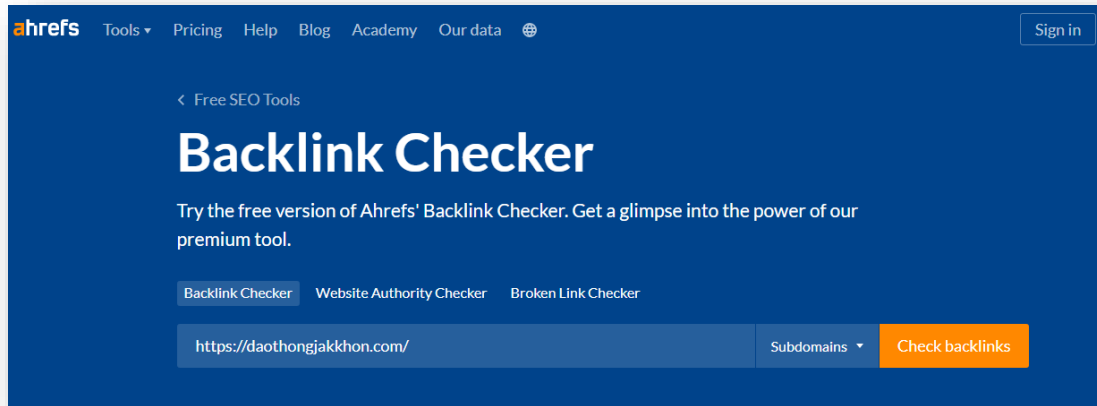 ahrefs Tools Pricing Help Blog Academy Our data Sign in
Free SEO Tools
Backlink Checker
Try the free version of Ahrefs' Backlink Checker. Get a glimpse into the power of our
premium tool.
Backlink Checker Website Authority Checker Broken Link Checker
https://daothongjakkhon.com/ Subdomains Check backlinks